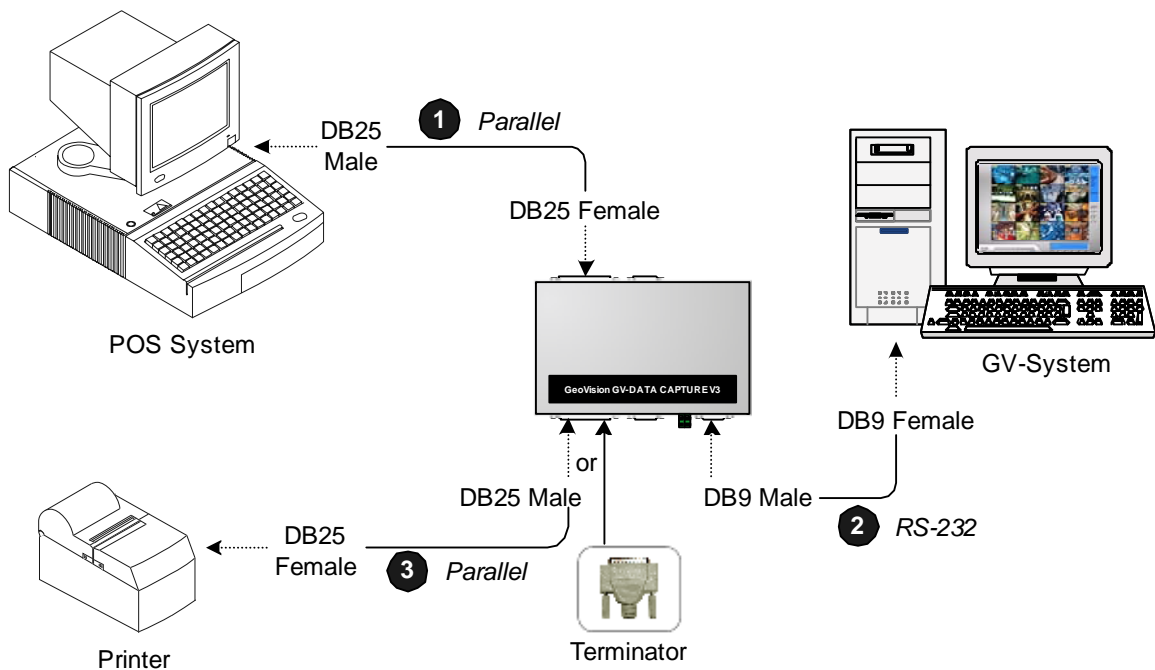 1 Parallel
DB25
Male
DB25 Female
POS System
GeoVision GV-DATA CAPTURE V3
GV-System
DB9 Female
or
DB25 Male
DB9 Male
2 RS-232
DB25
Female
3 Parallel
Terminator
Printer